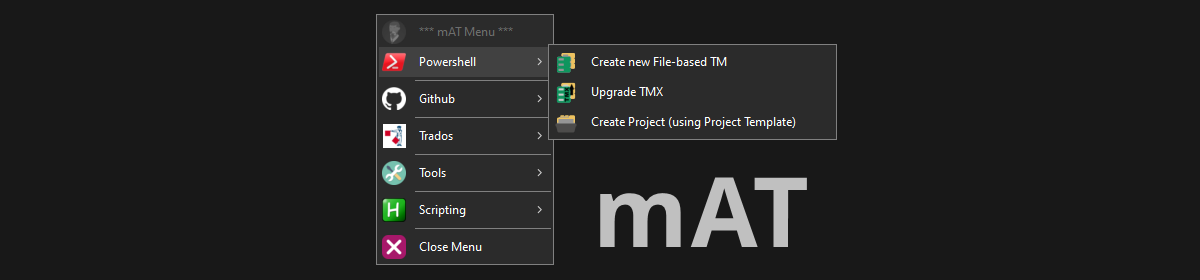 *** mAT Menu ***
Powershell
Github
Trados
Tools
Scripting
Close Menu
Create new File-based TM
Upgrade TMX
Create Project (using Project Template)
mAT